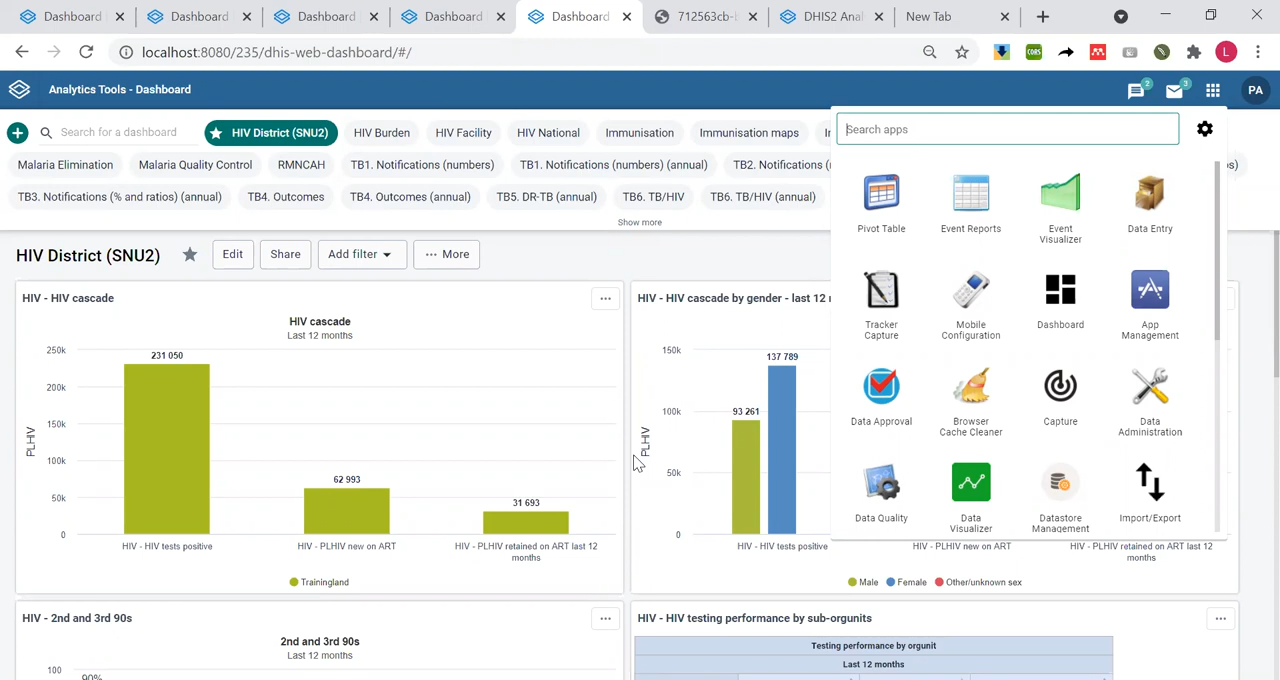 Dashboard
Dashboard
Dashboard
Dashboard
Dashboard
712563cb-
DHIS2 Anal
New Tab
localhost:8080/235/dhis-web-dashboard/#/
CORS
L
Analytics Tools - Dashboard
2
3
PA
Search for a dashboard
HIV District (SNU2)
HIV Burden
HIV Facility
HIV National
Immunisation
Immunisation maps
Malaria Elimination
Malaria Quality Control
RMNCAH
TB1. Notifications (numbers)
TB1. Notifications (numbers) (annual)
TB2. Notifications (
s)
TB3. Notifications (% and ratios) (annual)
TB4. Outcomes
TB4. Outcomes (annual)
TB5. DR-TB (annual)
TB6. TB/HIV
TB6. TB/HIV (annual)
Show more
Search apps
Pivot Table
Event Reports
Event
Visualizer
Data Entry
Tracker
Capture
Mobile
Configuration
Dashboard
App
Management
Data Approval
Browser
Cache Cleaner
Capture
Data
Administration
Data Quality
Data
Visualizer
Datastore
Management
Import/Export
HIV District (SNU2)
Edit
Share
Add filter
More
HIV - HIV cascade
HIV cascade
Last 12 months
250k
200k
150k
100k
50k
0
PLHIV
231 050
62 993
31 693
HIV - HIV tests positive
HIV - PLHIV new on ART
HIV - PLHIV retained on ART last 12
months
Trainingland
HIV - HIV cascade by gender - last 12
150k
100k
50k
0
PLHIV
93 261
137 789
HIV - HIV tests positive
HIV - PLHIV new on ART
HIV - PLHIV retained on ART last 12
months
Male
Female
Other/unknown sex
HIV - 2nd and 3rd 90s
2nd and 3rd 90s
Last 12 months
100
90%
HIV - HIV testing performance by sub-orgunits
Testing performance by orgunit
Last 12 months